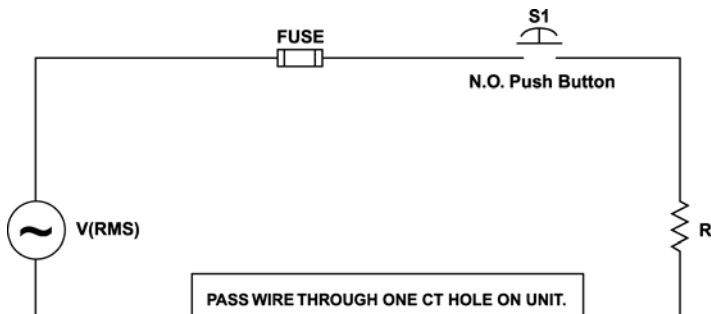 S1
FUSE
N.O. Push Button
V(RMS)
R
PASS WIRE THROUGH ONE CT HOLE ON UNIT.